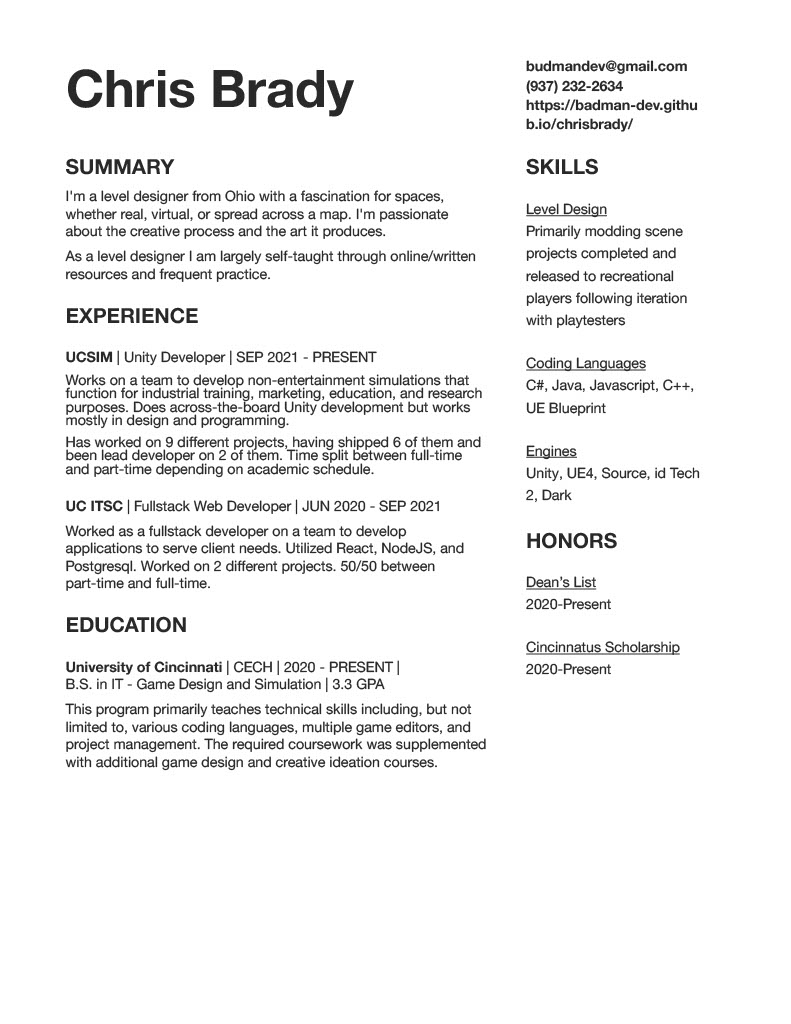 Chris Brady
budmandev@gmail.com
(937) 232-2634
https://badman-dev.githu
b.io/chrisbrady/
SUMMARY
I'm a level designer from Ohio with a fascination for spaces,
whether real, virtual, or spread across a map. I'm passionate
about the creative process and the art it produces.
As a level designer I am largely self-taught through online/written
resources and frequent practice.
EXPERIENCE
UCSIM | Unity Developer | SEP 2021 - PRESENT
Works on a team to develop non-entertainment simulations that
function for industrial training, marketing, education, and research
purposes. Does across-the-board Unity development but works
mostly in design and programming.
Has worked on 9 different projects, having shipped 6 of them and
been lead developer on 2 of them. Time split between full-time
and part-time depending on academic schedule.
UC ITSC | Fullstack Web Developer | JUN 2020 - SEP 2021
Worked as a fullstack developer on a team to develop
applications to serve client needs. Utilized React, NodeJS, and
Postgresql. Worked on 2 different projects. 50/50 between
part-time and full-time.
EDUCATION
University of Cincinnati | CECH | 2020 - PRESENT |
B.S. in IT - Game Design and Simulation | 3.3 GPA
This program primarily teaches technical skills including, but not
limited to, various coding languages, multiple game editors, and
project management. The required coursework was supplemented
with additional game design and creative ideation courses.
SKILLS
Level Design
Primarily modding scene
projects completed and
released to recreational
players following iteration
with playtesters
Coding Languages
C#, Java, Javascript, C++,
UE Blueprint
Engines
Unity, UE4, Source, id Tech
2, Dark
HONORS
Dean’s List
2020-Present
Cincinnatus Scholarship
2020-Present